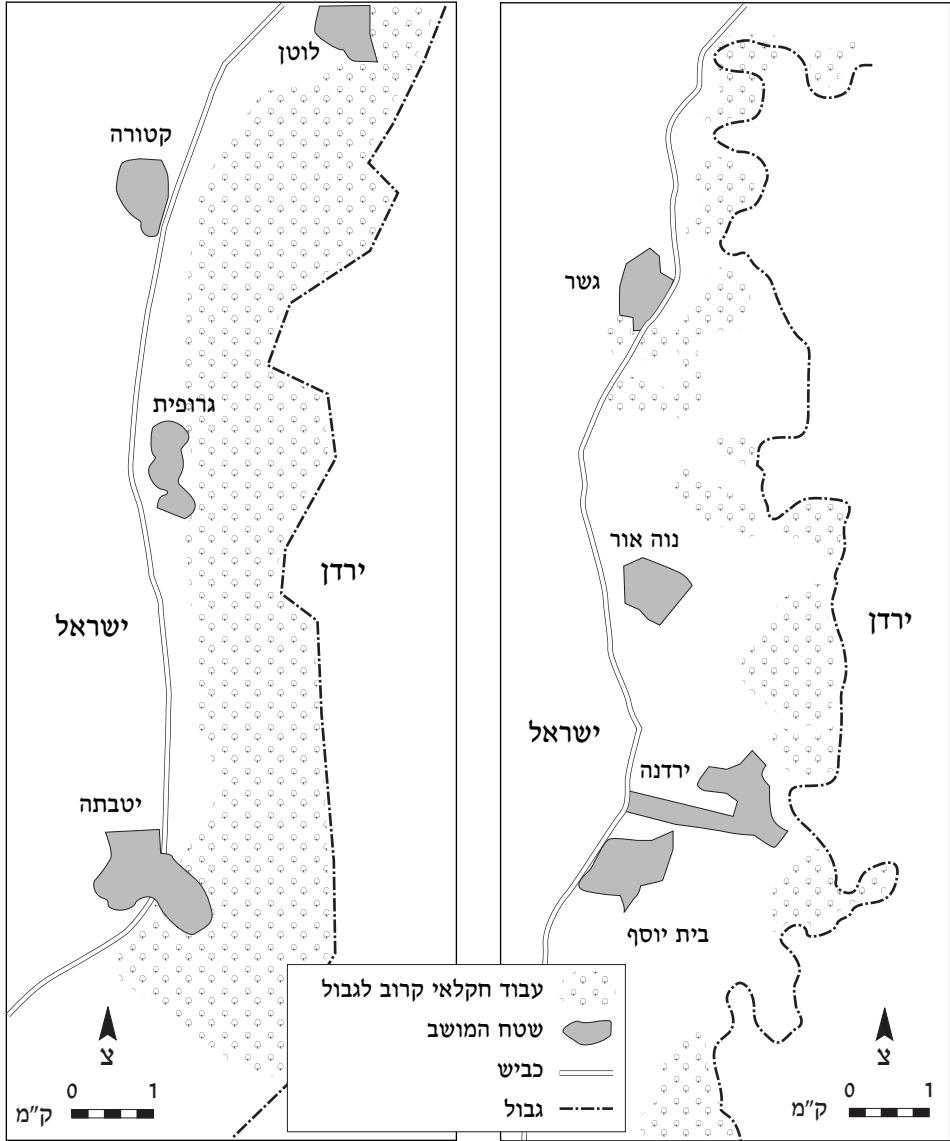 לוטן
קטורה
גרופית
ירדן
ישראל
יטבתה
צ
0 1
ק"מ
גשר
נוה אור
ירדן
ישראל
ירדנה
בית יוסף
צ
0 1
ק"מ
עבוד חקלאי קרוב לגבול
שטח המושב
כביש
גבול